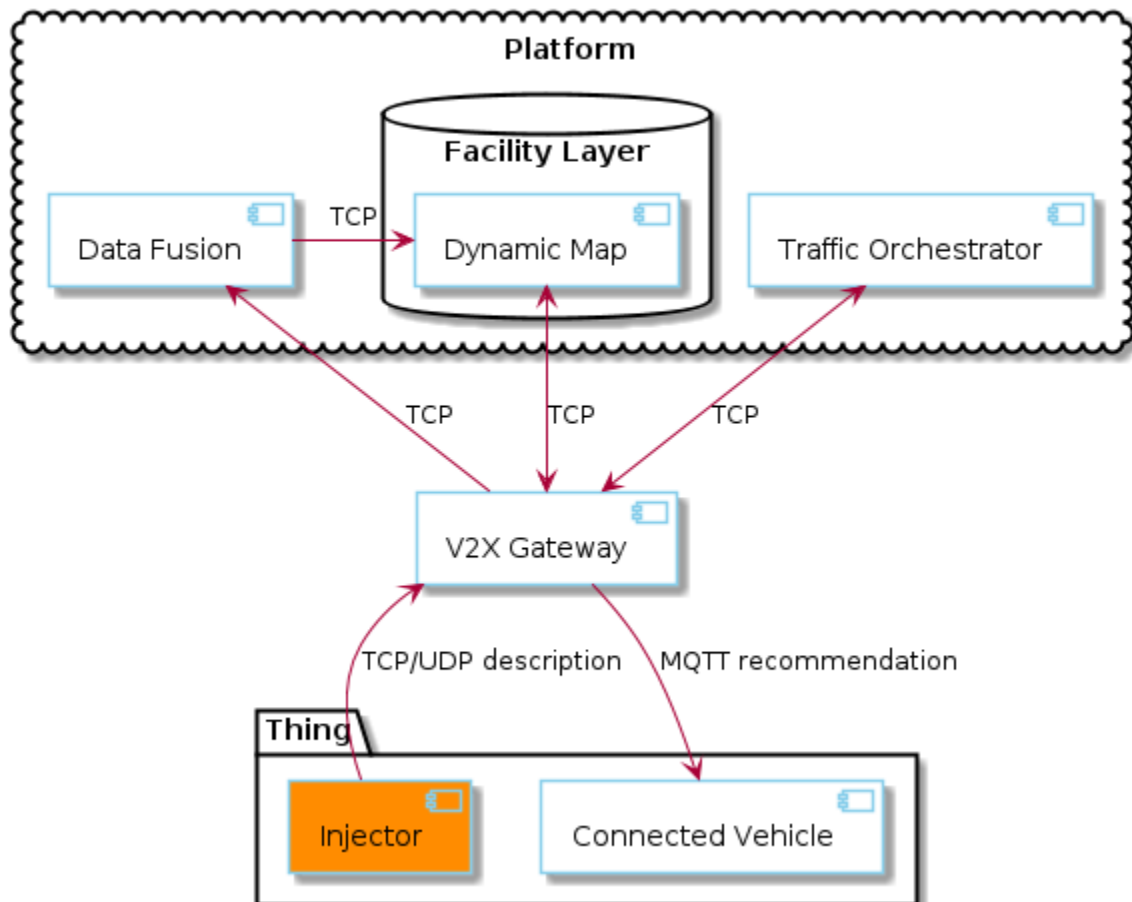 Platform
Facility Layer
Data Fusion
TCP
Dynamic Map
Traffic Orchestrator
TCP
TCP
TCP
V2X Gateway
TCP/UDP description
MQTT recommendation
Thing
Injector
Connected Vehicle